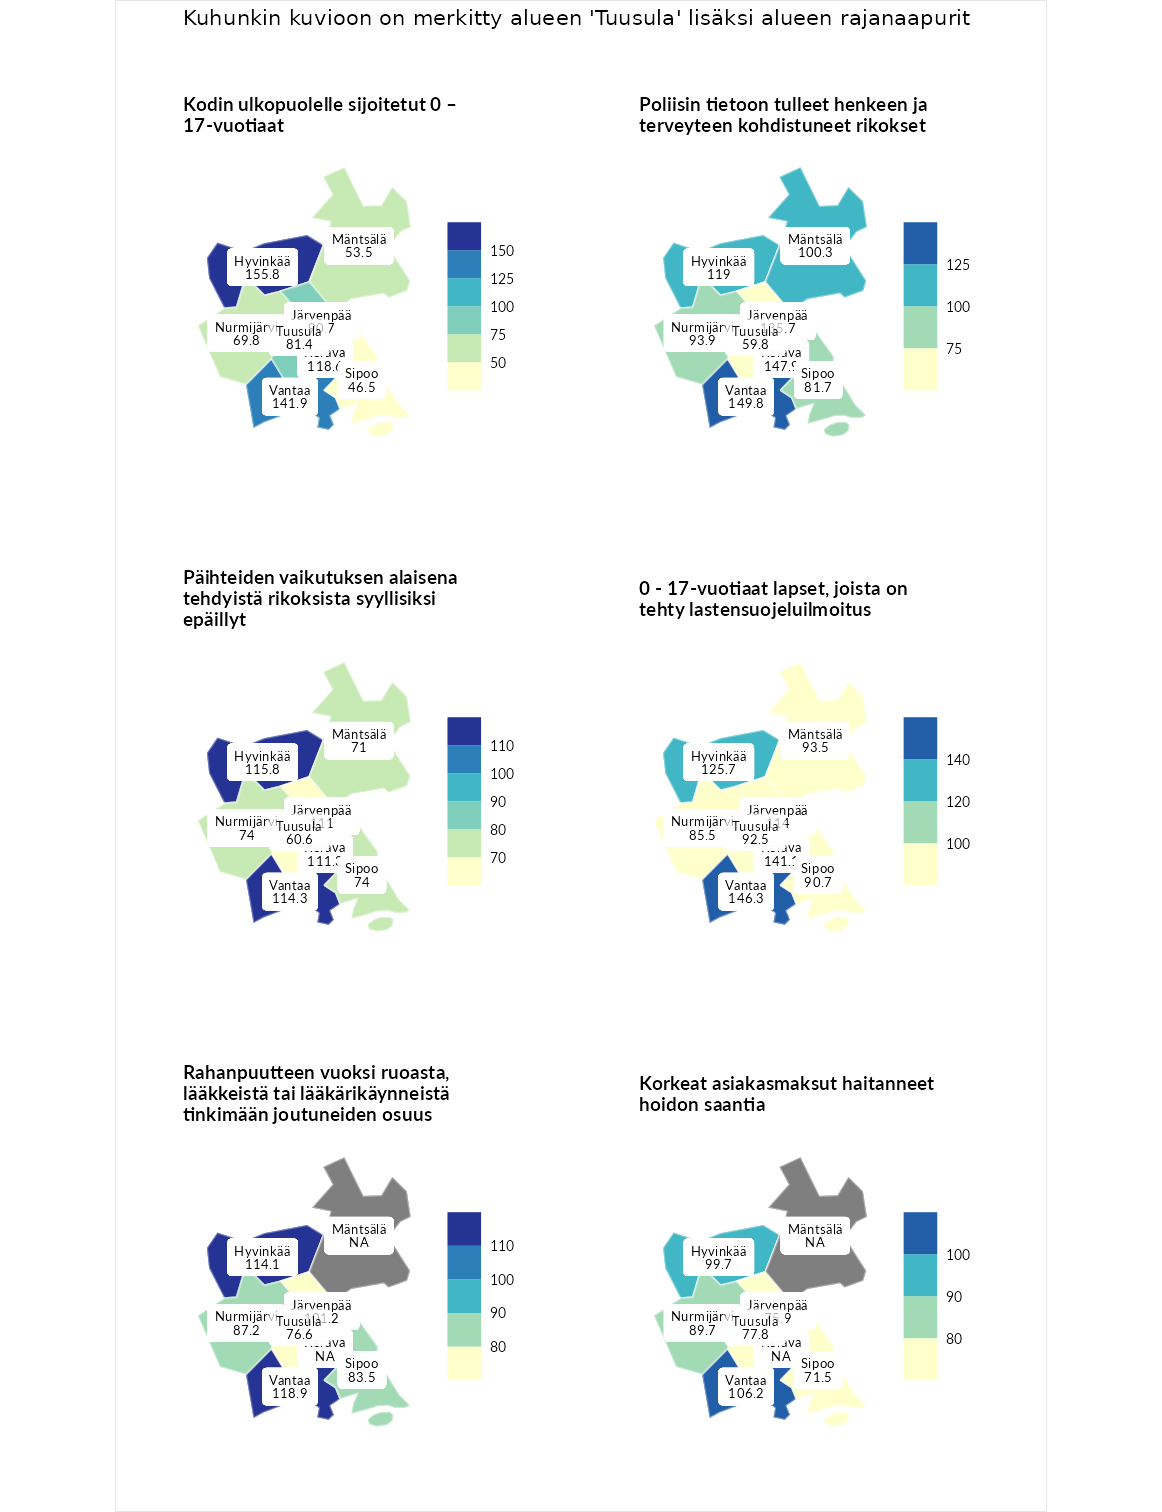 Kuhunkin kuvioon on merkitty alueen 'Tuusula' lisäksi alueen rajanaapurit
Kodin ulkopuolelle sijoitetut 0 –
17-vuotiaat
Mäntsälä
53.5
Hyvinkää
155.8
Järvenpää
Nurmijärvi
69.8
Tuusula
81.4
118.6
Sipoo
46.5
Vantaa
141.9
150
125
100
75
50
Poliisin tietoon tulleet henkeen ja
terveyteen kohdistuneet rikokset
Mäntsälä
100.3
Hyvinkää
119
Järvenpää
Nurmijärvi
93.9
Tuusula
59.8
147.9
Sipoo
81.7
Vantaa
149.8
125
100
75
Päihteiden vaikutuksen alaisena
tehdyistä rikoksista syyllisiksi
epäillyt
Mäntsälä
71
Hyvinkää
115.8
Järvenpää
Nurmijärvi
74
Tuusula
60.6
Sipoo
74
Vantaa
114.3
110
100
90
80
70
0 - 17-vuotiaat lapset, joista on
tehty lastensuojeluilmoitus
Mäntsälä
93.5
Hyvinkää
125.7
Järvenpää
Nurmijärvi
85.5
Tuusula
92.5
Sipoo
90.7
Vantaa
146.3
140
120
100
Rahanpuutteen vuoksi ruoasta,
lääkkeistä tai lääkärikäynneistä
tinkimään joutuneiden osuus
Mäntsälä
NA
Hyvinkää
114.1
Järvenpää
Nurmijärvi
87.2
Tuusula
76.6
NA
Sipoo
83.5
Vantaa
118.9
110
100
90
80
Korkeat asiakasmaksut haitanneet
hoidon saantia
Mäntsälä
NA
Hyvinkää
99.7
Järvenpää
Nurmijärvi
89.7
Tuusula
77.8
NA
Sipoo
71.5
Vantaa
106.2
100
90
80